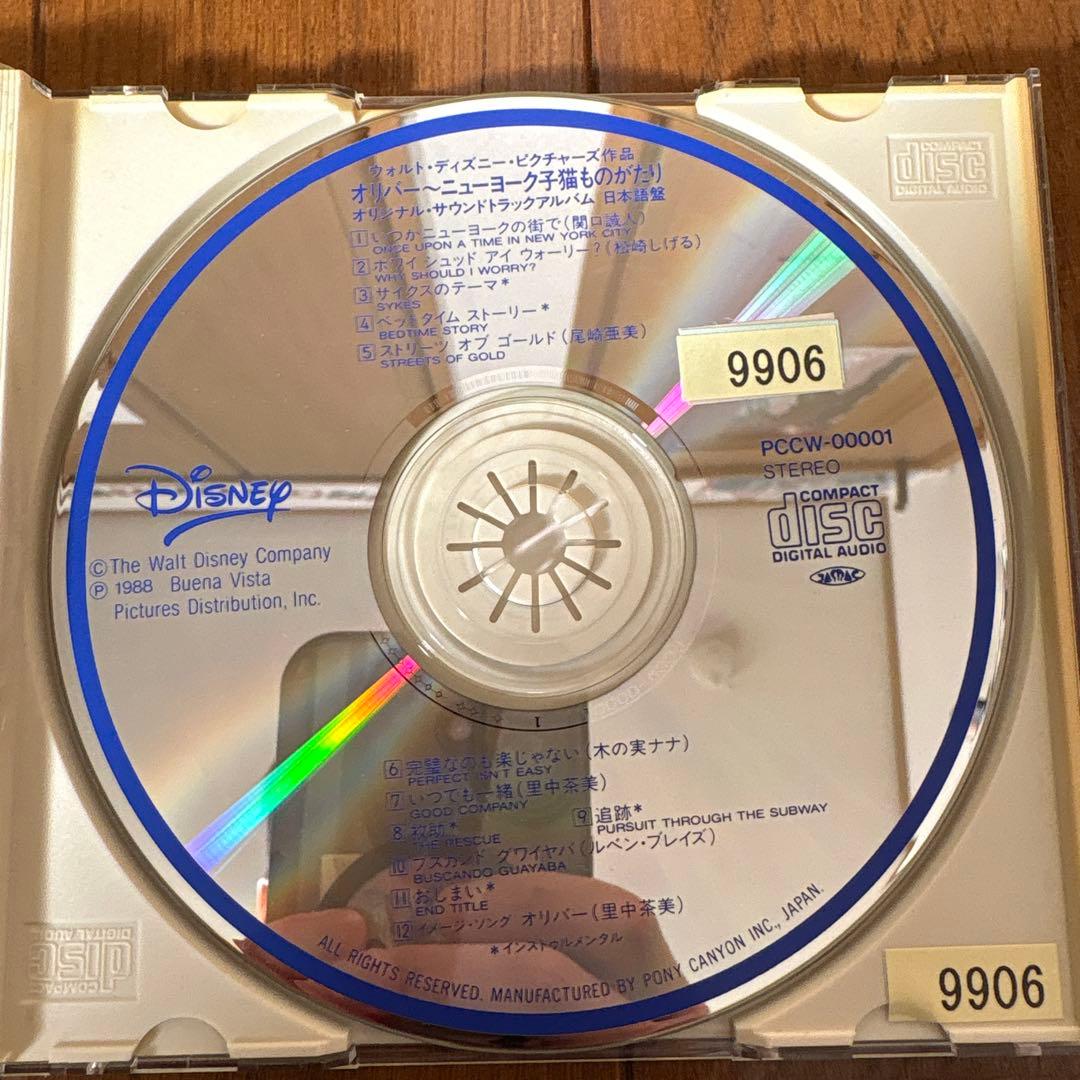 ウォルト・ディズニー・ピクチャーズ作品
オリバー～ニューヨーク子猫ものがたり
オリジナル・サウンドトラックアルバム 日本語盤
1 いつかニューヨークの街で(関口誠人)
ONCE UPON A TIME IN NEW YORK CITY
2 ホワイ シュッド アイ ウォーリー?(松崎しげる)
WHY SHOULD I WORRY?
3 サイクスのテーマ*
SYKES
4 ベッドタイム ストーリー*
BEDTIME STORY
5 ストリーツ オブ ゴールド(尾崎亜美)
STREETS OF GOLD
9906
PCCW-00001
STEREO
COMPACT
disc
DIGITAL AUDIO
JASRAC
Disney
©The Walt Disney Company
Ⓟ 1988 Buena Vista
Pictures Distribution, Inc.
6 完璧なのも楽じゃない(木の実ナナ)
PERFECT ISN'T EASY
7 いつでも一緒(里中茶美)
GOOD COMPANY
8 救助*
THE RESCUE
9 追跡*
PURSUIT THROUGH THE SUBWAY
10 ブスカンド グワイヤバ(ルベン・ブレイズ)
BUSCANDO GUAYABA
11 おしまい*
END TITLE
12 イメージ・ソング オリバー(里中茶美)
*インストゥルメンタル
ALL RIGHTS RESERVED. MANUFACTURED BY PONY CANYON INC., JAPAN.
COMPACT
disc
DIGITAL AUDIO
COMPACT
disc
DIGITAL AUDIO
9906